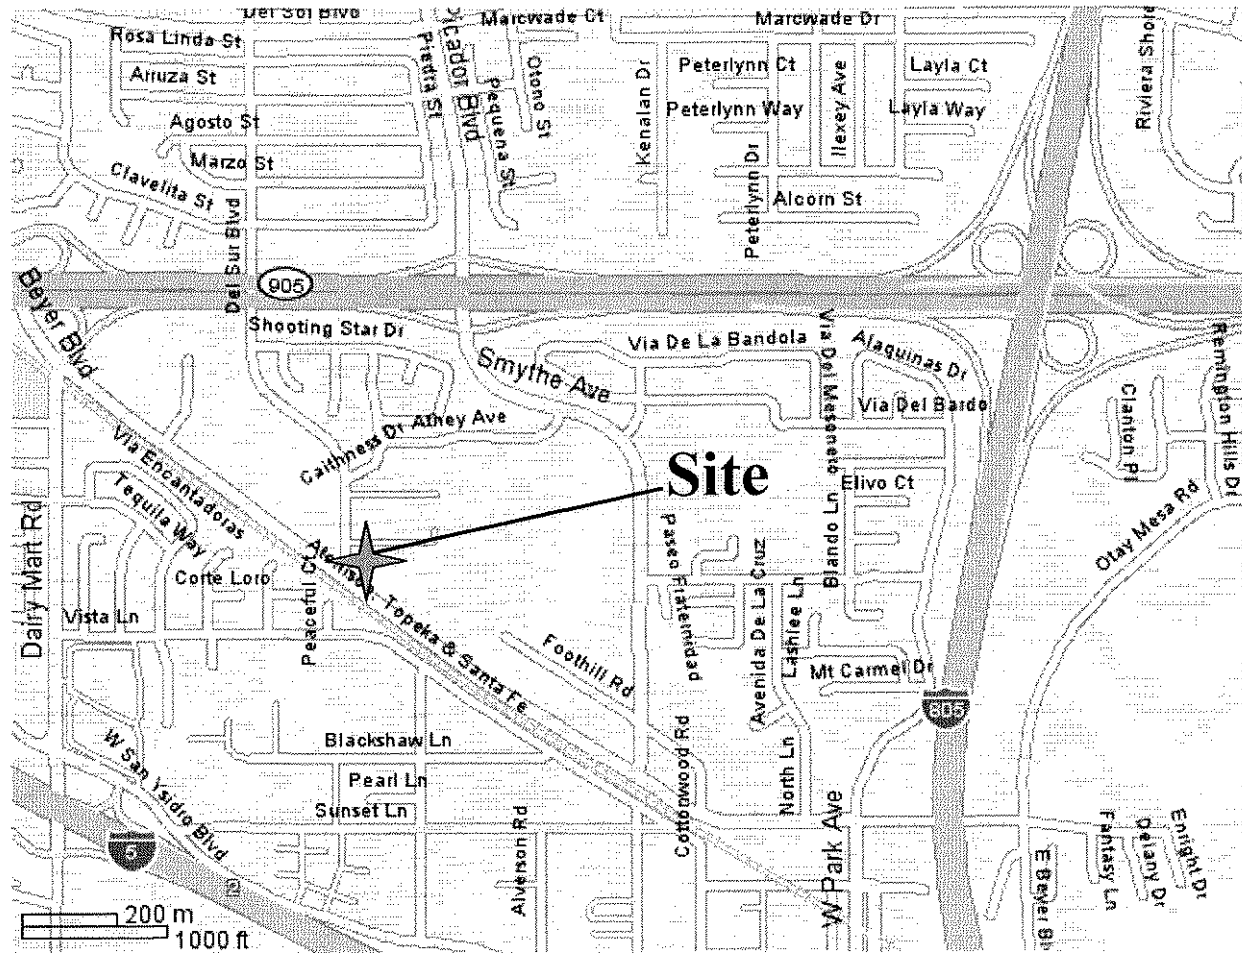 Del Sol Blvd
Marcwade Ct
Marcwade Dr
Rosa Linda St
Piedra St
Picador Blvd
Otono St
Kenalan Dr
Peterlynn Ct
Ilexey Ave
Layla Ct
Riviera Shore
Arruza St
Pequena St
Peterlynn Way
Layla Way
Agosto St
Marzo St
Clavelita St
Peterlynn Dr
Alcorn St
Del Sur Blvd
905
Beyer Blvd
Shooting Star Dr
Smythe Ave
Via De La Bandola
Via Del Mesonero
Alaquinas Dr
Remington Hills Dr
Via Del Bardo
Clanton Pl
Caithness Dr
Athey Ave
Via Encantadoras
Tequila Way
Site
Elivo Ct
Blando Ln
Otay Mesa Rd
Dairy Mart Rd
Corte Loro
Peaceful Ct
Topeka & Santa Fe
Paseo Fraternidad
Avenida De La Cruz
Lashlee Ln
Vista Ln
Foothill Rd
Mt Carmel Dr
805
W San Ysidro Blvd
Blackshaw Ln
Pearl Ln
Sunset Ln
Cottonwood Rd
North Ln
W Park Ave
Alverson Rd
5
E Beyer Bl
Fantasy Ln
Delany Dr
Enright Dr
200 m
1000 ft